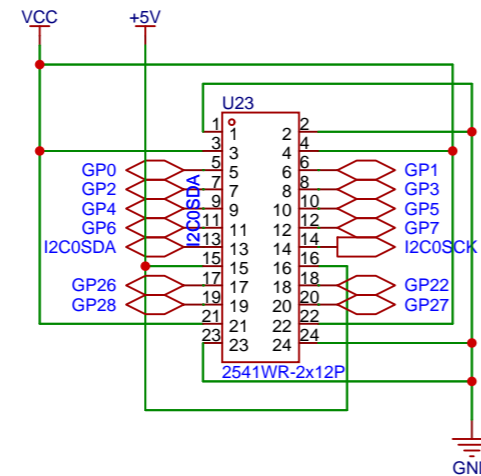 VCC +5V
U23
1 1 2 2
3 3 4 4
GP0 5 5 6 6 GP1
GP2 7 7 8 8 GP3
GP4 9 9 10 10 GP5
GP6 11 11 12 12 GP7
I2C0SDA 13 13 14 14 I2C0SCK
I2C0SDA
15 15 16 16
GP26 17 17 18 18 GP22
GP28 19 19 20 20 GP27
21 21 22 22
23 23 24 24
2541WR-2x12P
GND